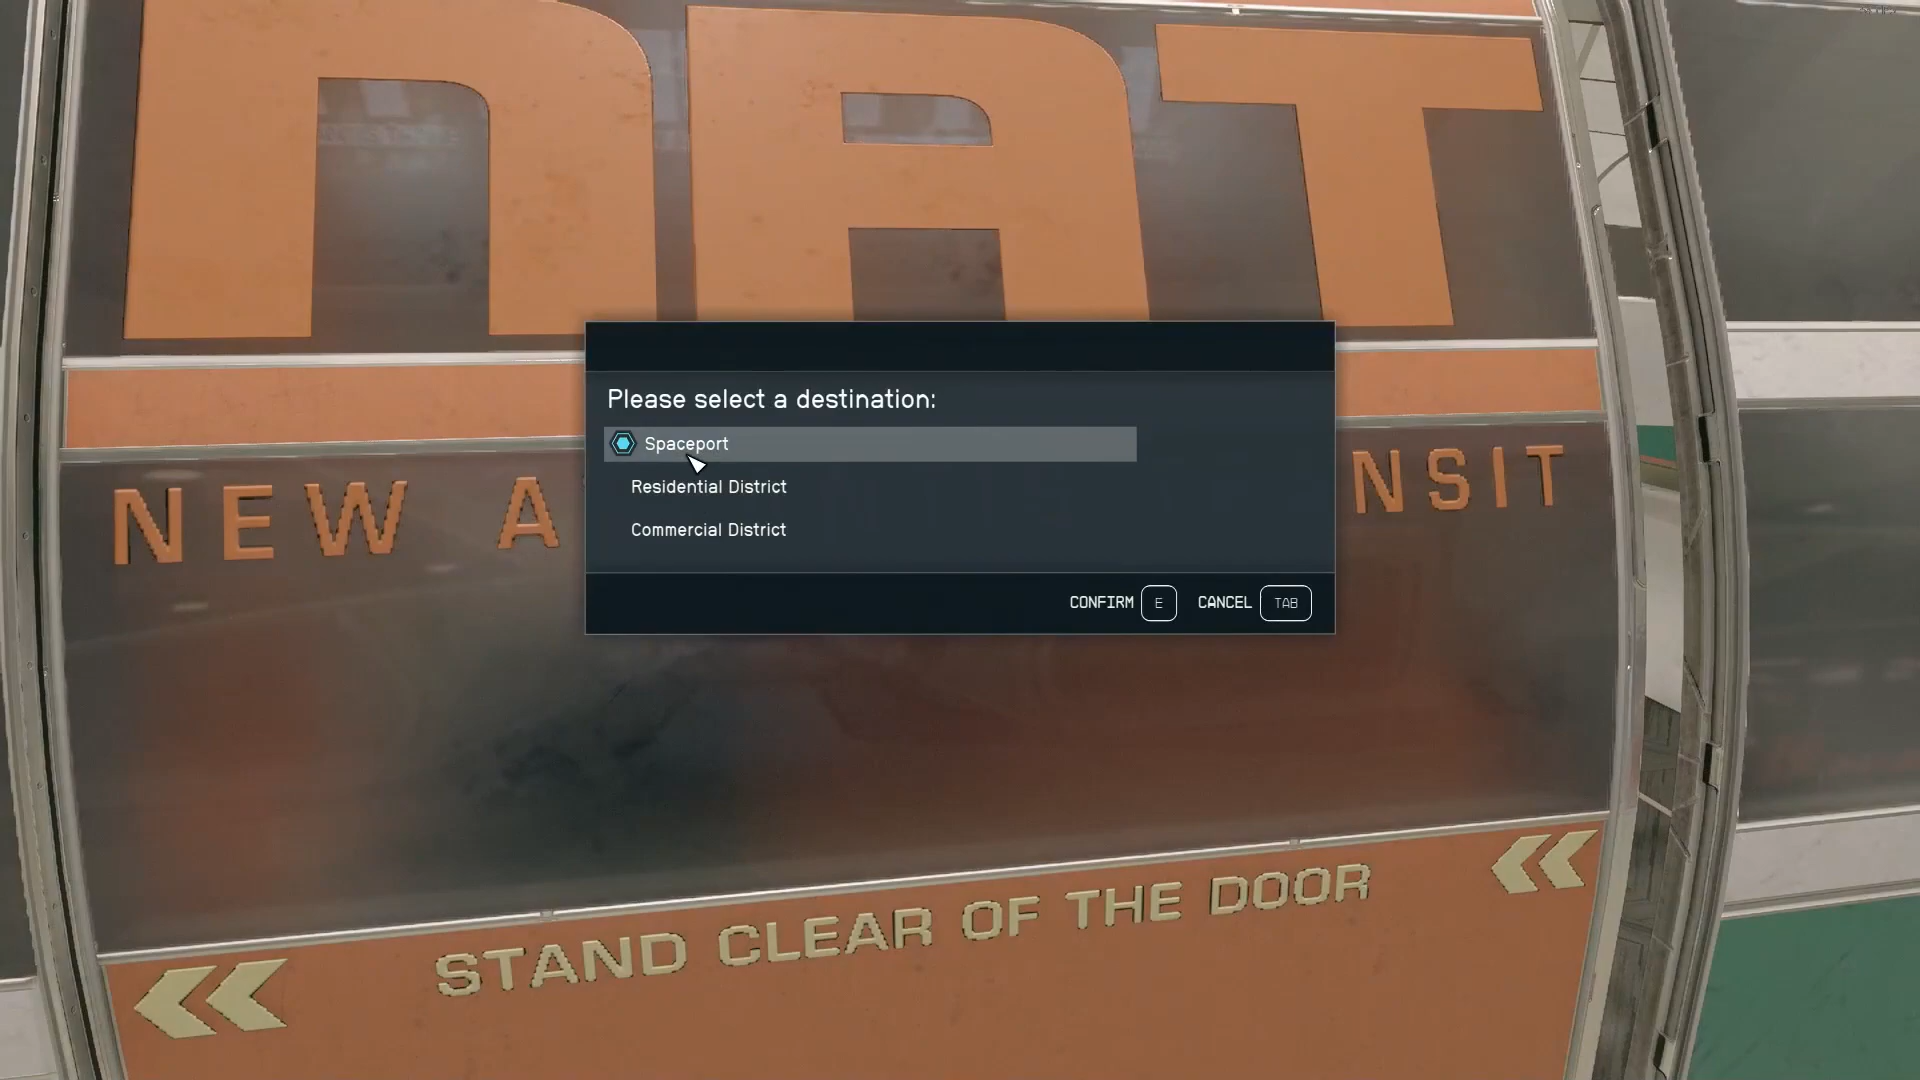 NAT
Please select a destination:
Spaceport
Residential District
Commercial District
CONFIRM E CANCEL TAB
NEW A NSIT
STAND CLEAR OF THE DOOR